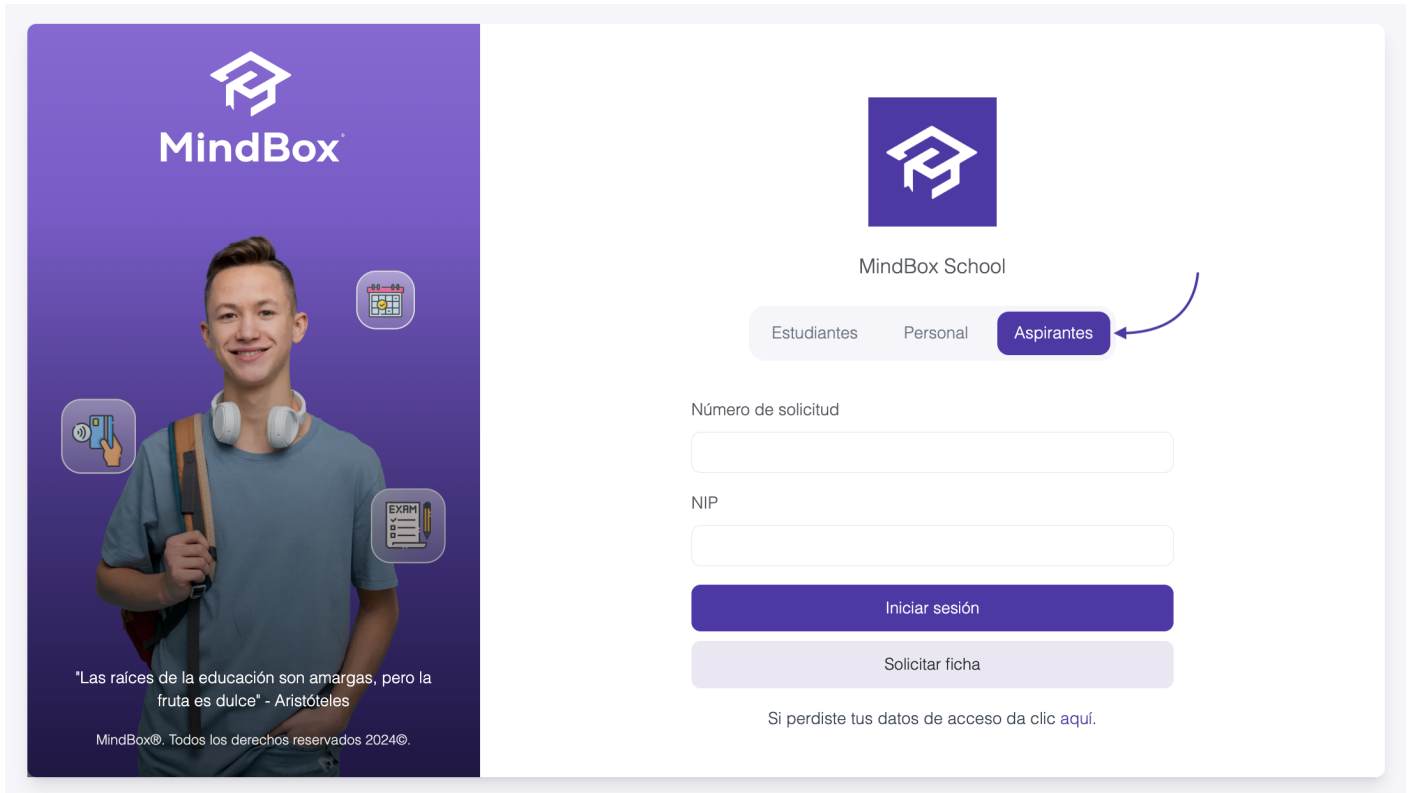 MindBox®
EXAM
"Las raíces de la educación son amargas, pero la
fruta es dulce" - Aristóteles
MindBox®. Todos los derechos reservados 2024©.
MindBox School
Estudiantes Personal Aspirantes
Número de solicitud
NIP
Iniciar sesión
Solicitar ficha
Si perdiste tus datos de acceso da clic aquí.